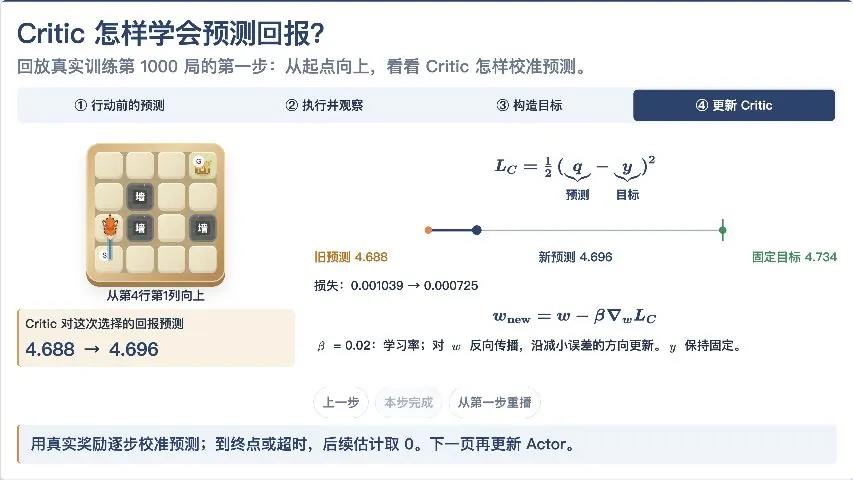 Critic 怎样学会预测回报？
回放真实训练第 1000 局的第一步：从起点向上，看看 Critic 怎样校准预测。
① 行动前的预测
② 执行并观察
③ 构造目标
④ 更新 Critic
G
墙
墙
墙
S
从第4行第1列向上
Critic 对这次选择的回报预测
4.688 → 4.696
L_C = 1/2 (q − y)²
预测
目标
旧预测 4.688
新预测 4.696
固定目标 4.734
损失：0.001039 → 0.000725
w_new = w − β∇_w L_C
β = 0.02：学习率；对 w 反向传播，沿减小误差的方向更新。y 保持固定。
上一步
本步完成
从第一步重播
用真实奖励逐步校准预测；到终点或超时，后续估计取 0。下一页再更新 Actor。